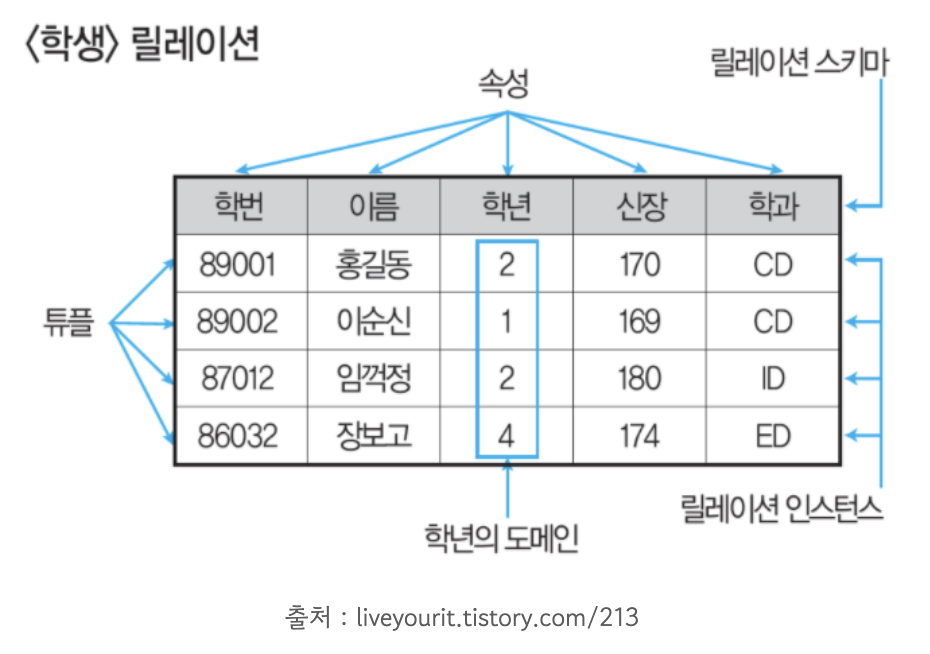 〈학생〉 릴레이션
릴레이션 스키마
속성
학번 이름 학년 신장 학과
89001 홍길동 2 170 CD
튜플
89002 이순신 1 169 CD
87012 임꺽정 2 180 ID
86032 장보고 4 174 ED
릴레이션 인스턴스
학년의 도메인
출처 : liveyourit.tistory.com/213